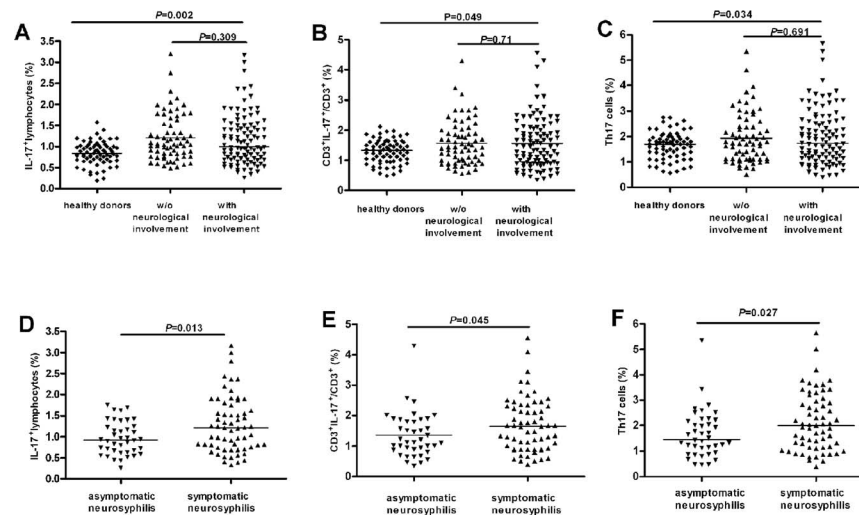 A
P=0.002
P=0.309
IL-17+lymphocytes (%)
3.5
3.0
2.5
2.0
1.5
1.0
0.5
0.0
healthy donors
w/o neurological involvement
with neurological involvement
B
P=0.049
P=0.71
CD3+IL-17+/CD3+ (%)
5
4
3
2
1
0
healthy donors
w/o neurological involvement
with neurological involvement
C
P=0.034
P=0.691
Th17 cells (%)
6
5
4
3
2
1
0
healthy donors
w/o neurological involvement
with neurological involvement
D
P=0.013
IL-17+lymphocytes (%)
3.5
3.0
2.5
2.0
1.5
1.0
0.5
0.0
asymptomatic neurosyphilis
symptomatic neurosyphilis
E
P=0.045
CD3+IL-17+/CD3+ (%)
5
4
3
2
1
0
asymptomatic neurosyphilis
symptomatic neurosyphilis
F
P=0.027
Th17 cells (%)
6
5
4
3
2
1
0
asymptomatic neurosyphilis
symptomatic neurosyphilis